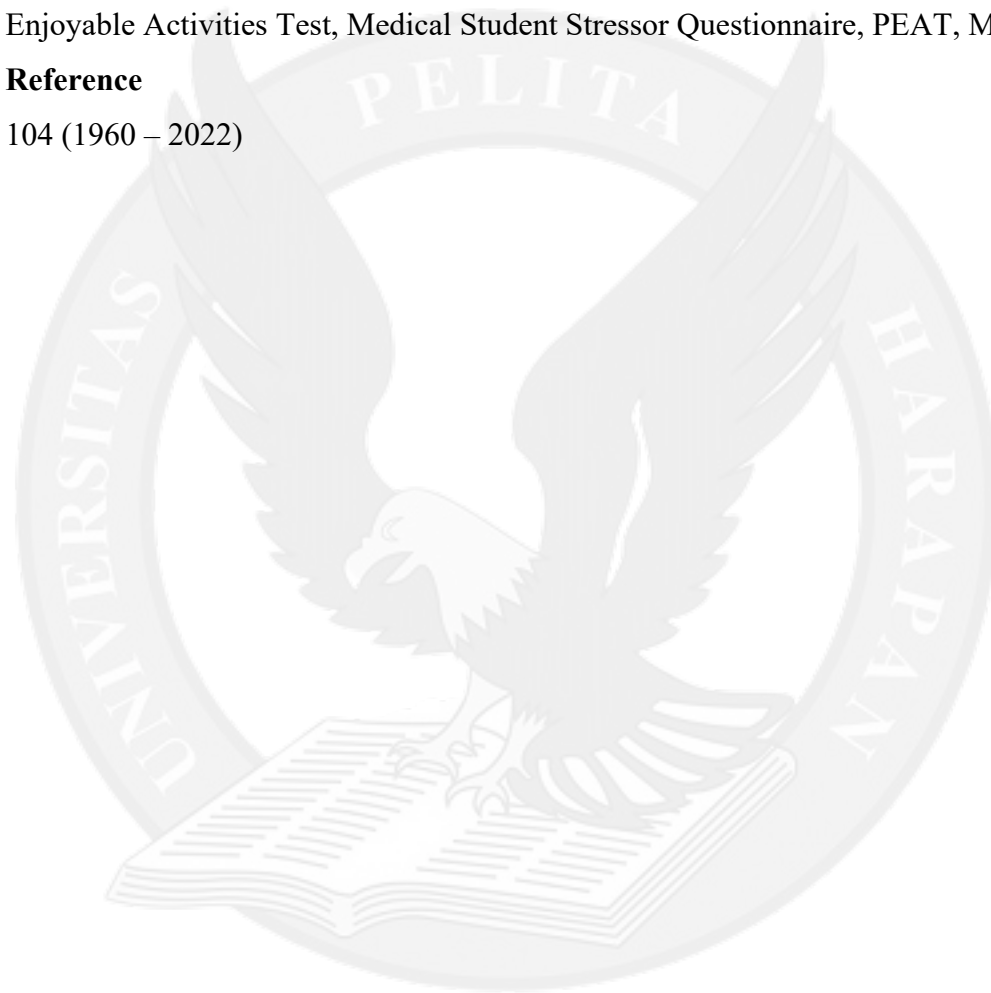 Enjoyable Activities Test, Medical Student Stressor Questionnaire, PEAT, M
Reference
104 (1960 – 2022)
UNIVERSITAS PELITA HARAPAN